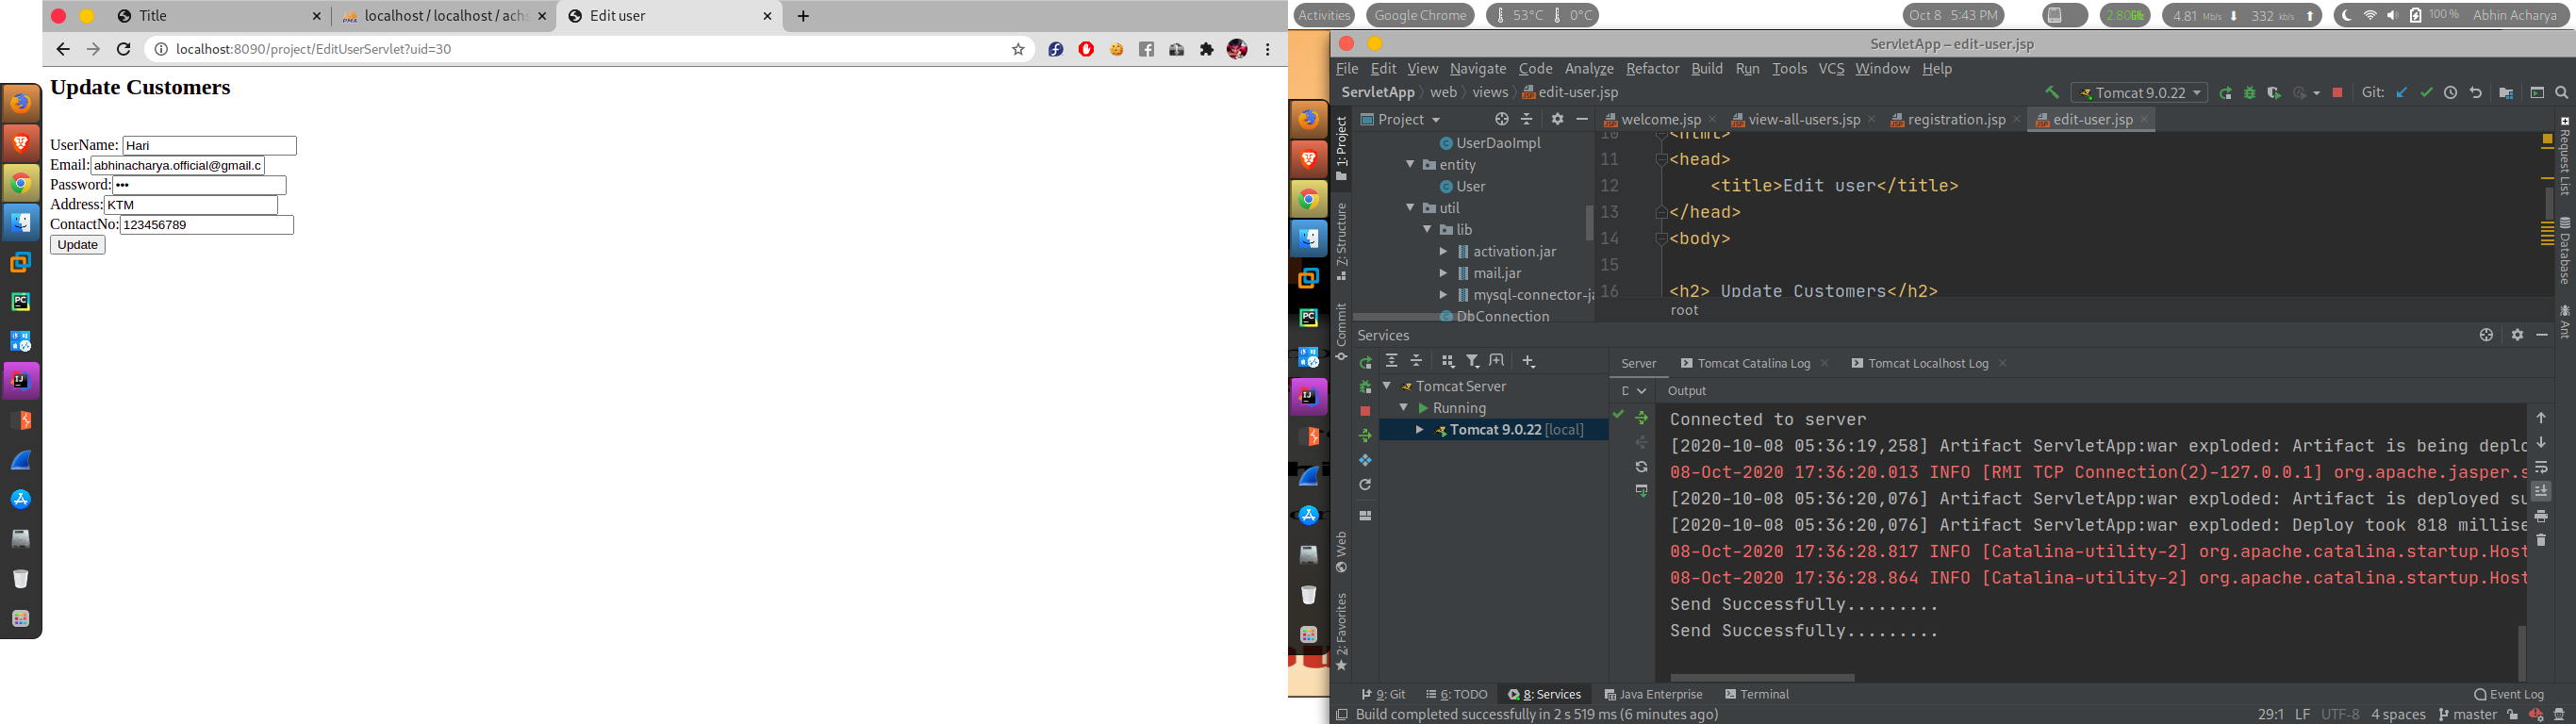 Title
localhost / localhost / ach
Edit user
localhost:8090/project/EditUserServlet?uid=30
Update Customers
UserName: Hari
Email: abhinacharya.official@gmail.c
Password: •••
Address: KTM
ContactNo: 123456789
Update
Activities
Google Chrome
53°C 0°C
Oct 8 5:43 PM
4.81 Mb/s 332 kb/s
100 %
Abhin Acharya
ServletApp – edit-user.jsp
File Edit View Navigate Code Analyze Refactor Build Run Tools VCS Window Help
ServletApp web views edit-user.jsp
Tomcat 9.0.22
Git:
1: Project
Project
welcome.jsp
view-all-users.jsp
registration.jsp
edit-user.jsp
UserDaoImpl
entity
User
util
lib
activation.jar
mail.jar
mysql-connector-ja
DbConnection
10 <html>
11 <head>
12 <title>Edit user</title>
13 </head>
14 <body>
15
16 <h2> Update Customers</h2>
root
Request List
Database
Ant
Z: Structure
Commit
Web
2: Favorites
Services
Server
Tomcat Catalina Log
Tomcat Localhost Log
Output
Tomcat Server
Running
Tomcat 9.0.22 [local]
Connected to server
[2020-10-08 05:36:19,258] Artifact ServletApp:war exploded: Artifact is being deplo
08-Oct-2020 17:36:20.013 INFO [RMI TCP Connection(2)-127.0.0.1] org.apache.jasper.s
[2020-10-08 05:36:20,076] Artifact ServletApp:war exploded: Artifact is deployed su
[2020-10-08 05:36:20,076] Artifact ServletApp:war exploded: Deploy took 818 millise
08-Oct-2020 17:36:28.817 INFO [Catalina-utility-2] org.apache.catalina.startup.Host
08-Oct-2020 17:36:28.864 INFO [Catalina-utility-2] org.apache.catalina.startup.Host
Send Successfully.........
Send Successfully.........
9: Git
6: TODO
8: Services
Java Enterprise
Terminal
Event Log
Build completed successfully in 2 s 519 ms (6 minutes ago)
29:1 LF UTF-8 4 spaces master